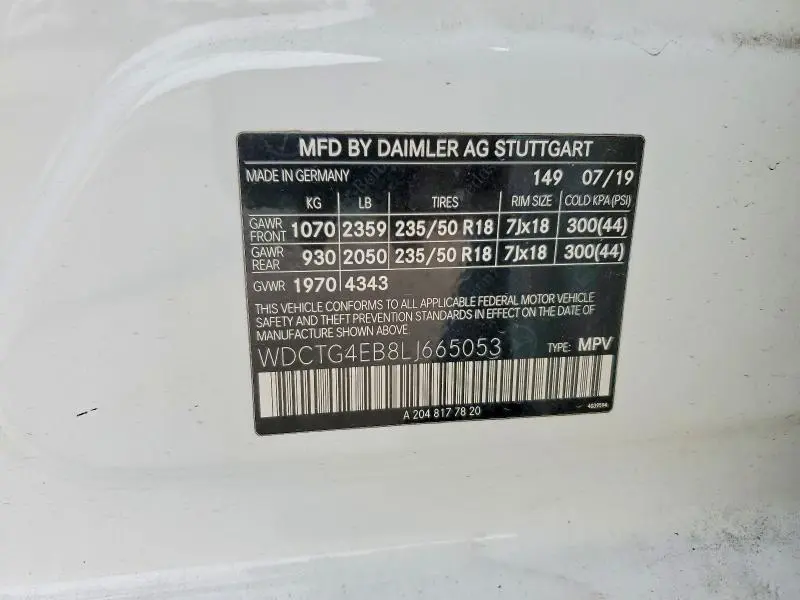 MFD BY DAIMLER AG STUTTGART
MADE IN GERMANY 149 07/19
KG LB TIRES RIM SIZE COLD KPA (PSI)
GAWR FRONT 1070 2359 235/50 R18 7Jx18 300(44)
GAWR REAR 930 2050 235/50 R18 7Jx18 300(44)
GVWR 1970 4343
THIS VEHICLE CONFORMS TO ALL APPLICABLE FEDERAL MOTOR VEHICLE
SAFETY AND THEFT PREVENTION STANDARDS IN EFFECT ON THE DATE OF
MANUFACTURE SHOWN ABOVE.
WDCTG4EB8LJ665053 TYPE: MPV
A 204 817 78 20